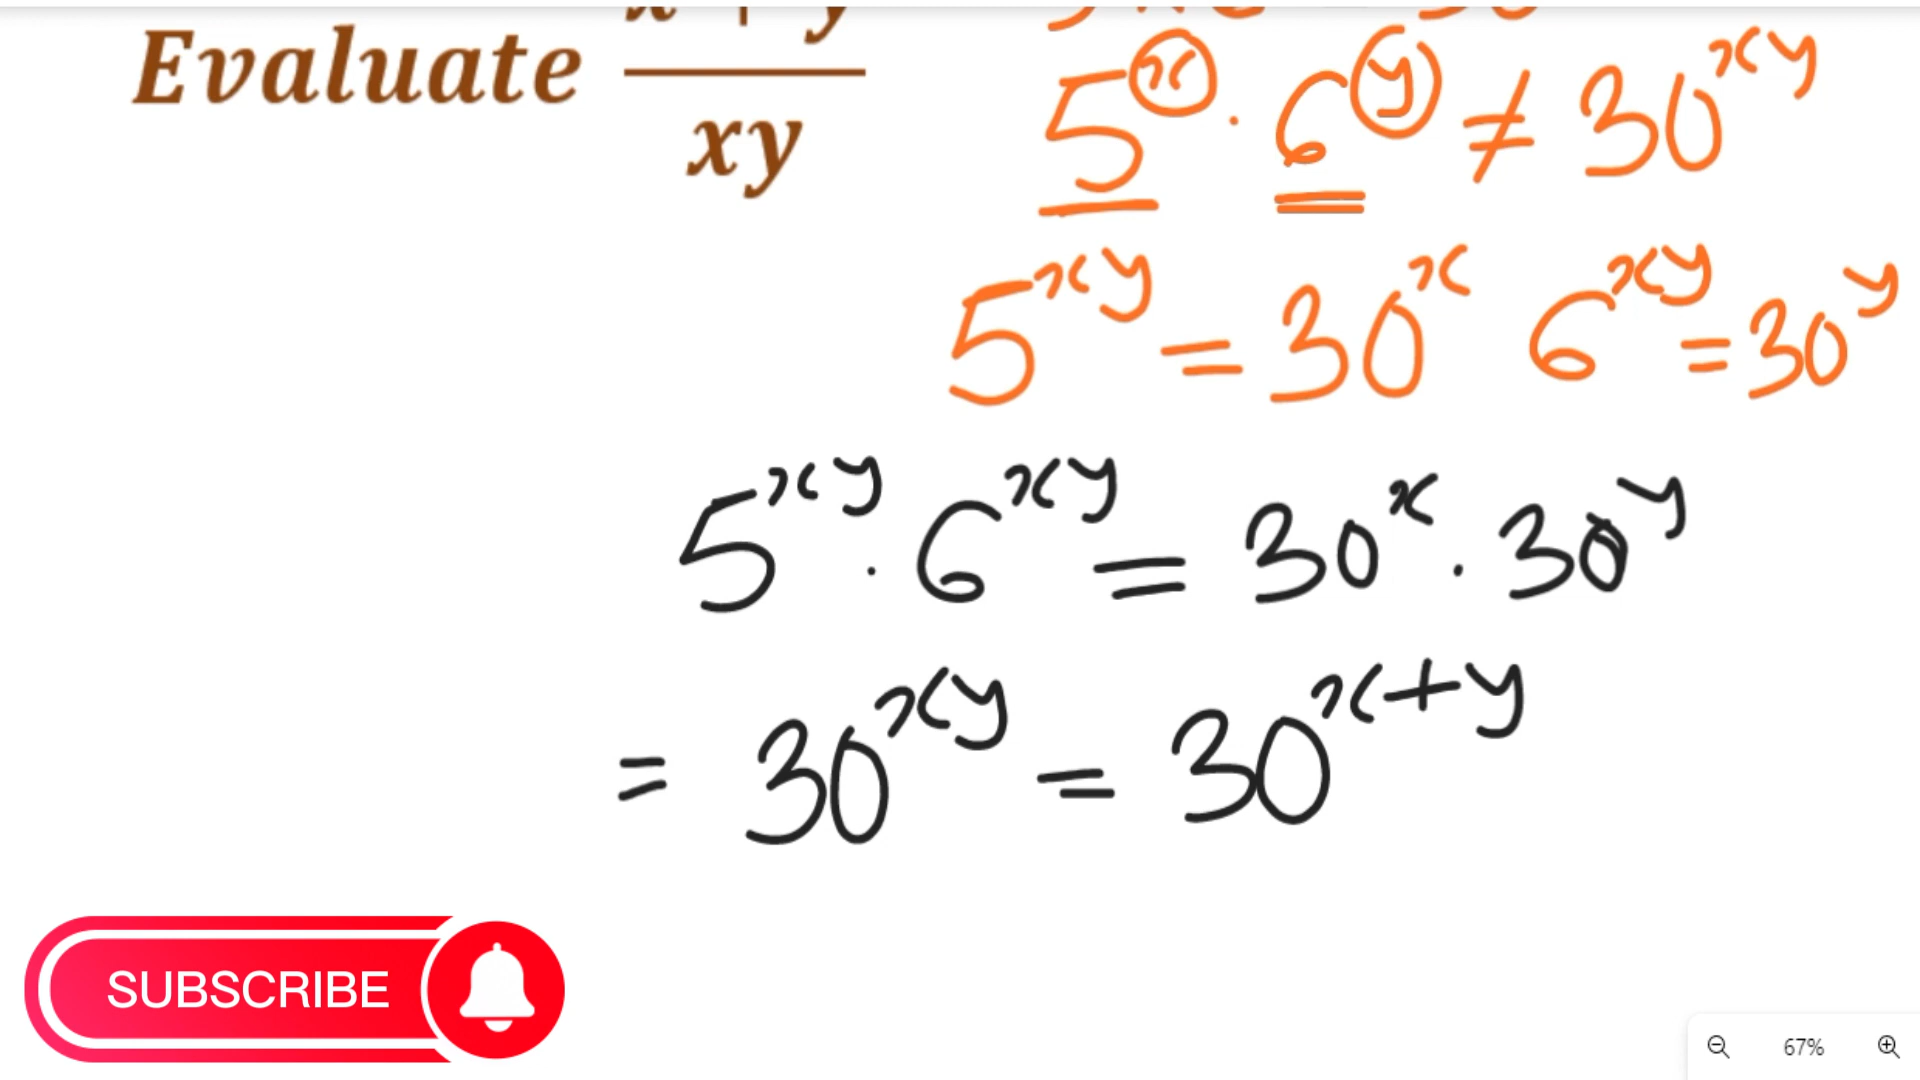 Evaluate x + y / xy
5^x · 6^y ≠ 30^xy
5^xy = 30^x 6^xy = 30^y
5^xy · 6^xy = 30^x · 30^y
= 30^xy = 30^x+y
SUBSCRIBE
67%